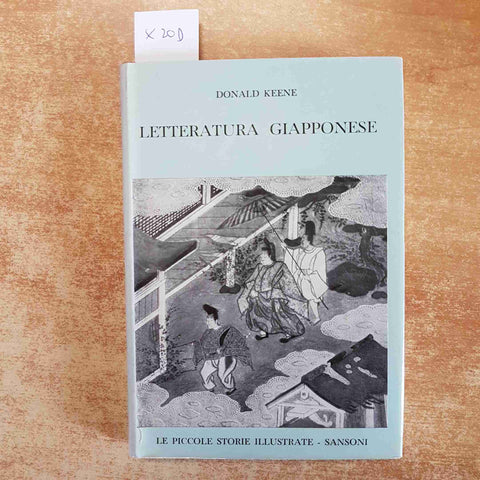 X 20D
DONALD KEENE
LETTERATURA GIAPPONESE
LE PICCOLE STORIE ILLUSTRATE - SANSONI